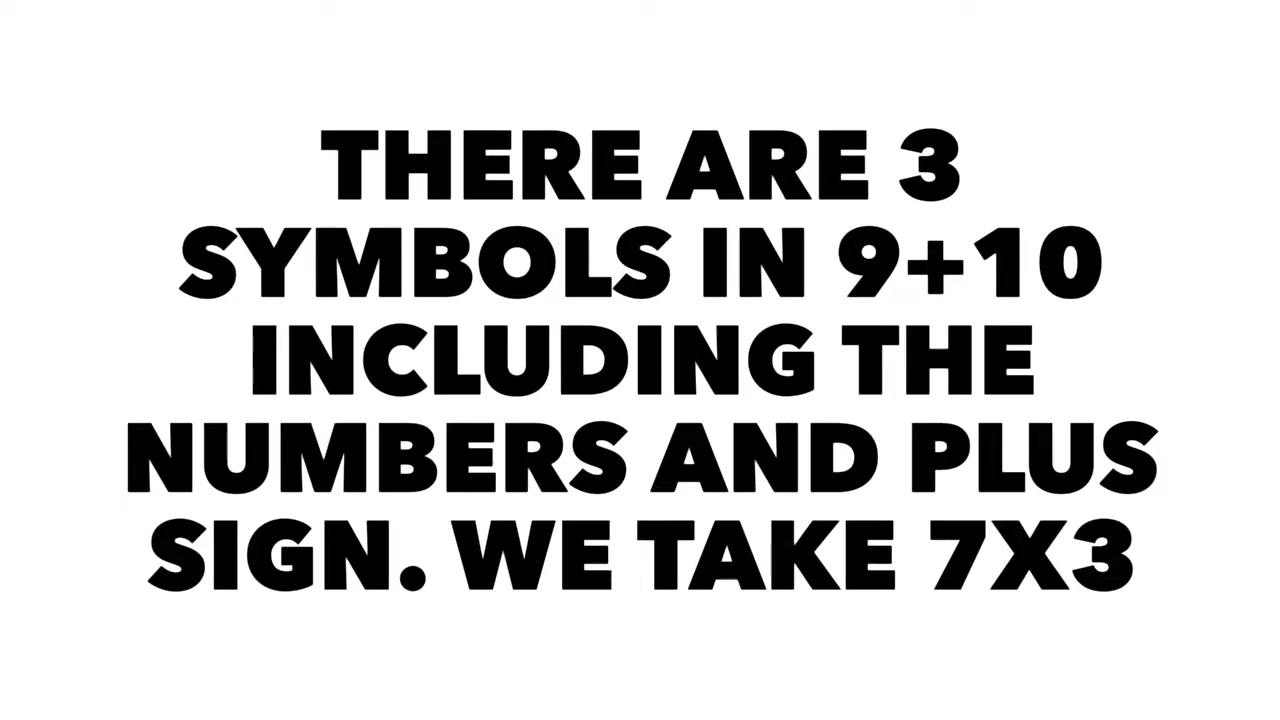 THERE ARE 3
SYMBOLS IN 9+10
INCLUDING THE
NUMBERS AND PLUS
SIGN. WE TAKE 7X3